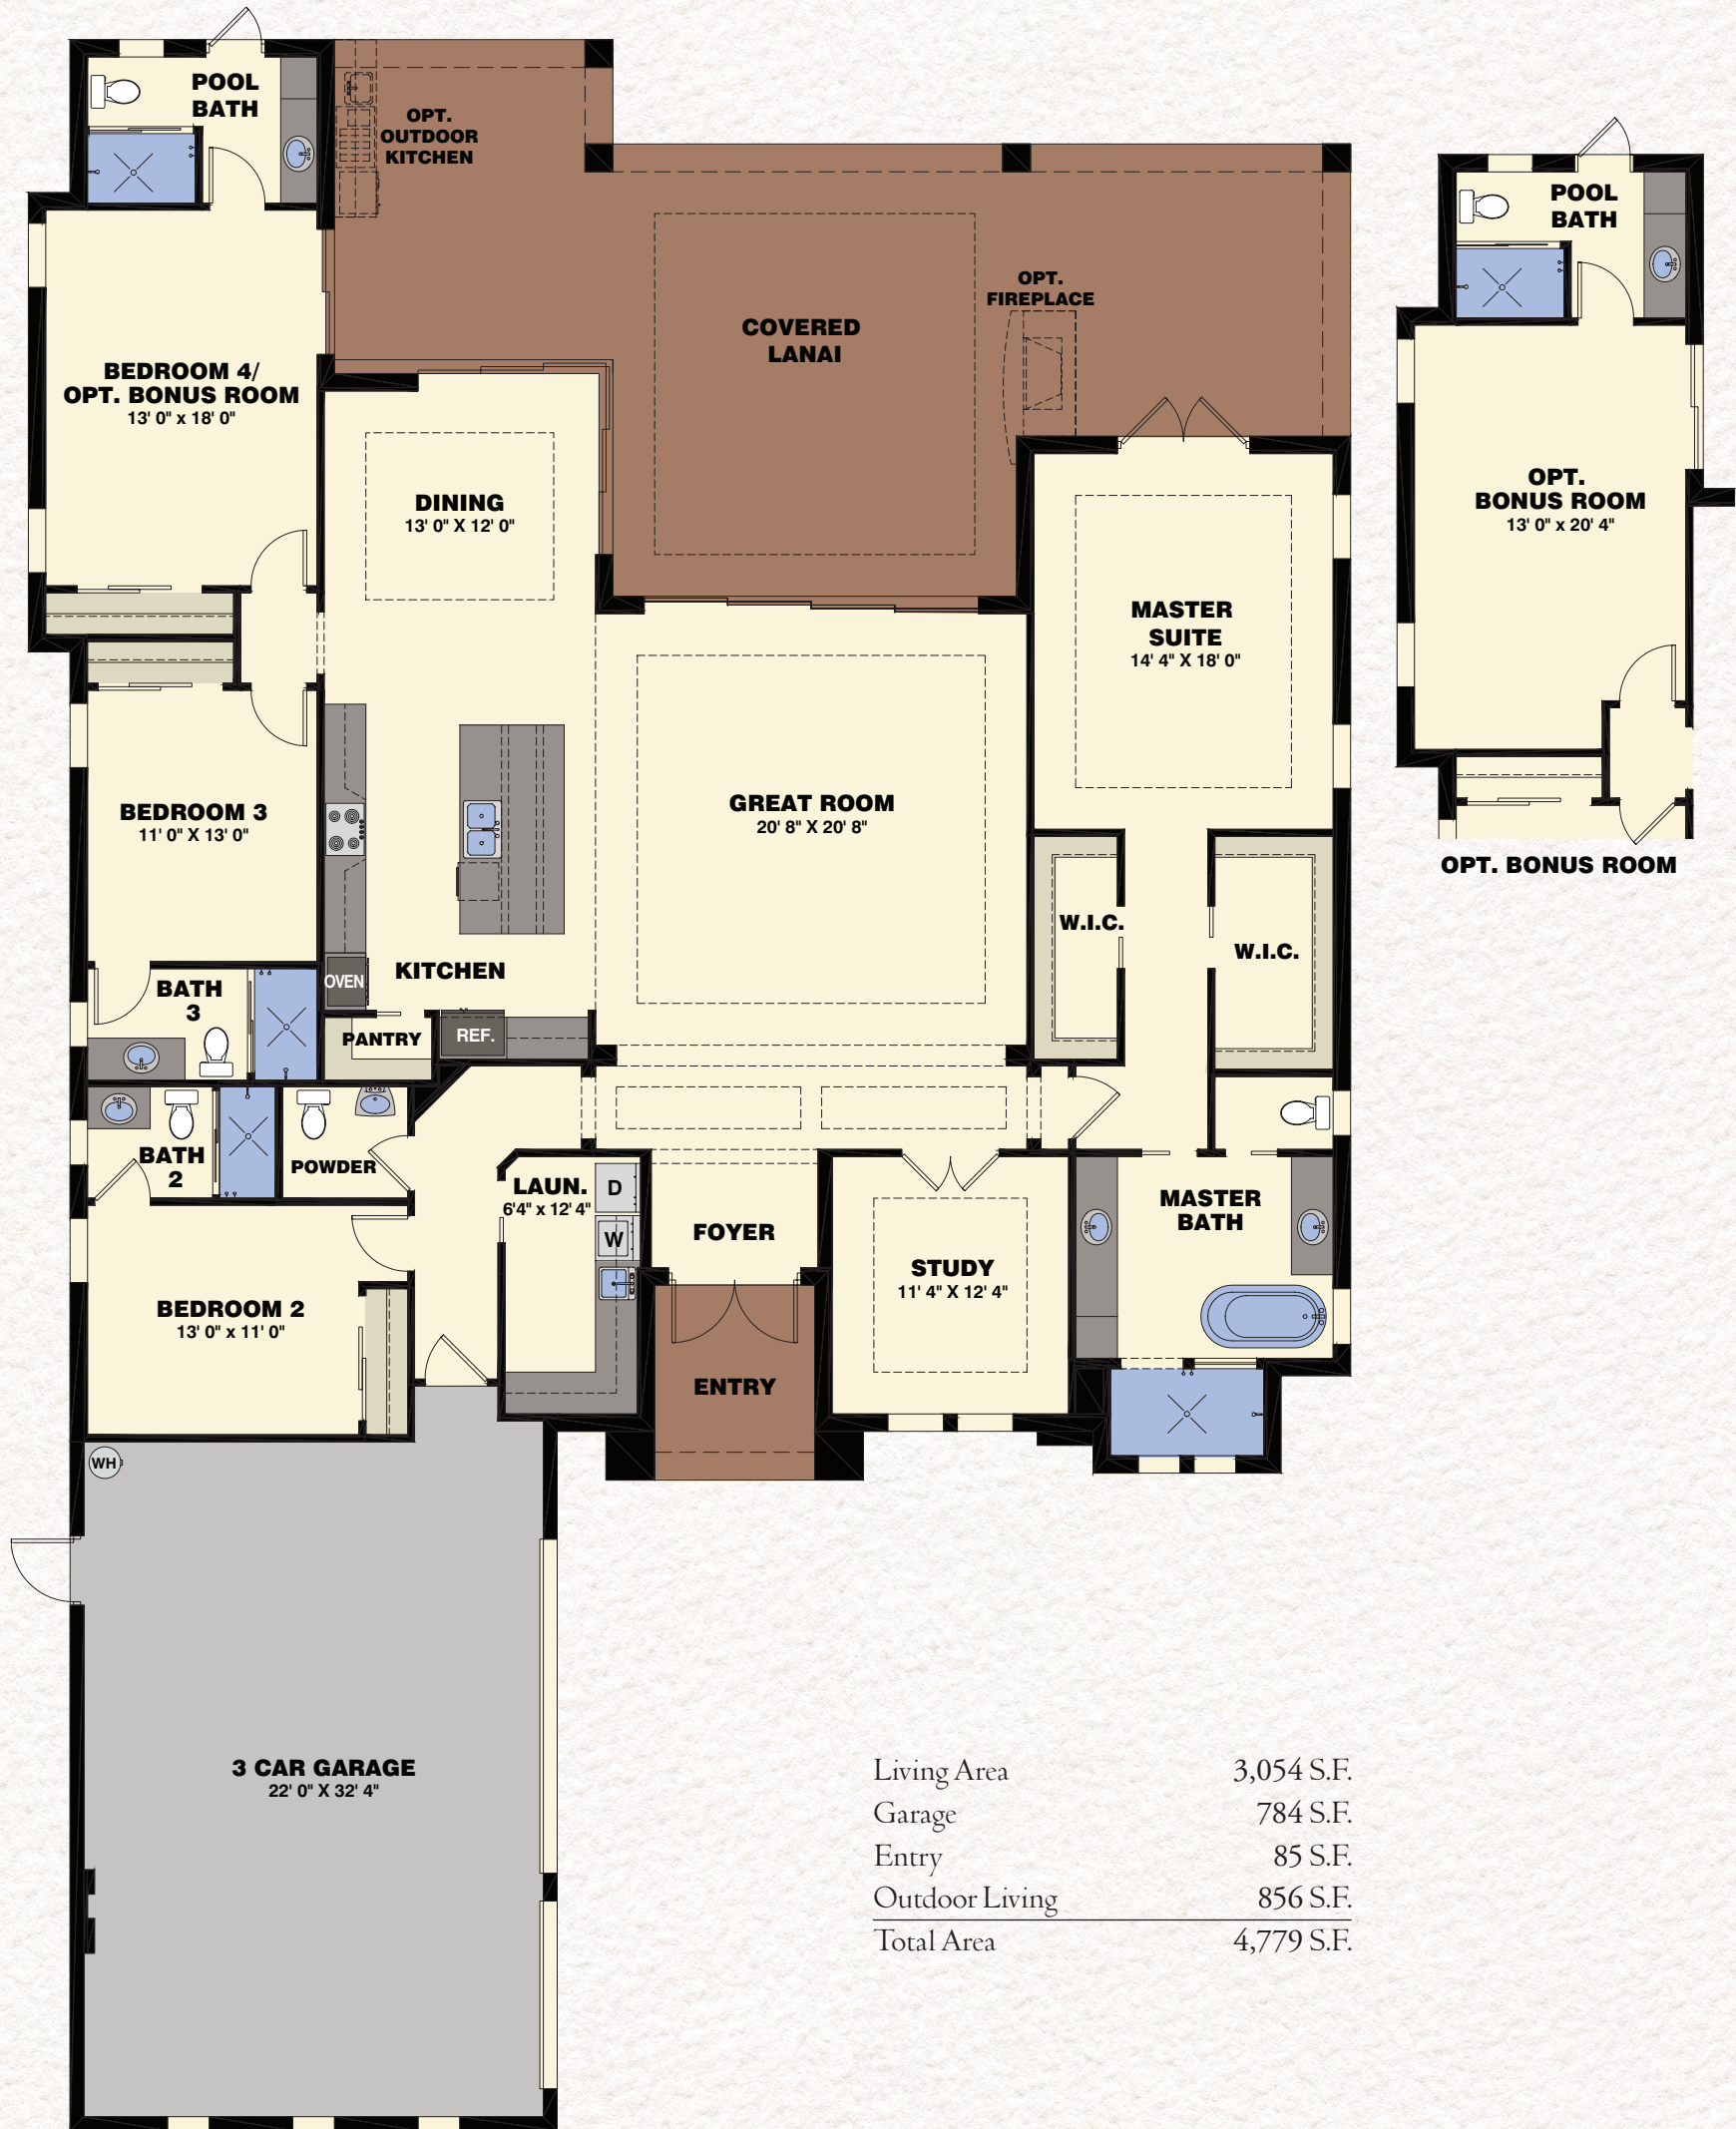 POOL
BATH
OPT.
OUTDOOR
KITCHEN
POOL
BATH
OPT.
FIREPLACE
COVERED
LANAI
BEDROOM 4/
OPT. BONUS ROOM
13' 0" x 18' 0"
DINING
13' 0" X 12' 0"
OPT.
BONUS ROOM
13' 0" x 20' 4"
MASTER
SUITE
14' 4" X 18' 0"
BEDROOM 3
11' 0" X 13' 0"
GREAT ROOM
20' 8" X 20' 8"
OPT. BONUS ROOM
W.I.C.
W.I.C.
KITCHEN
OVEN
BATH
3
PANTRY
REF.
BATH
2
POWDER
LAUN.
6'4" x 12' 4"
D
W
FOYER
MASTER
BATH
STUDY
11' 4" X 12' 4"
BEDROOM 2
13' 0" x 11' 0"
ENTRY
WH
3 CAR GARAGE
22' 0" X 32' 4"
Living Area 3,054 S.F.
Garage 784 S.F.
Entry 85 S.F.
Outdoor Living 856 S.F.
Total Area 4,779 S.F.